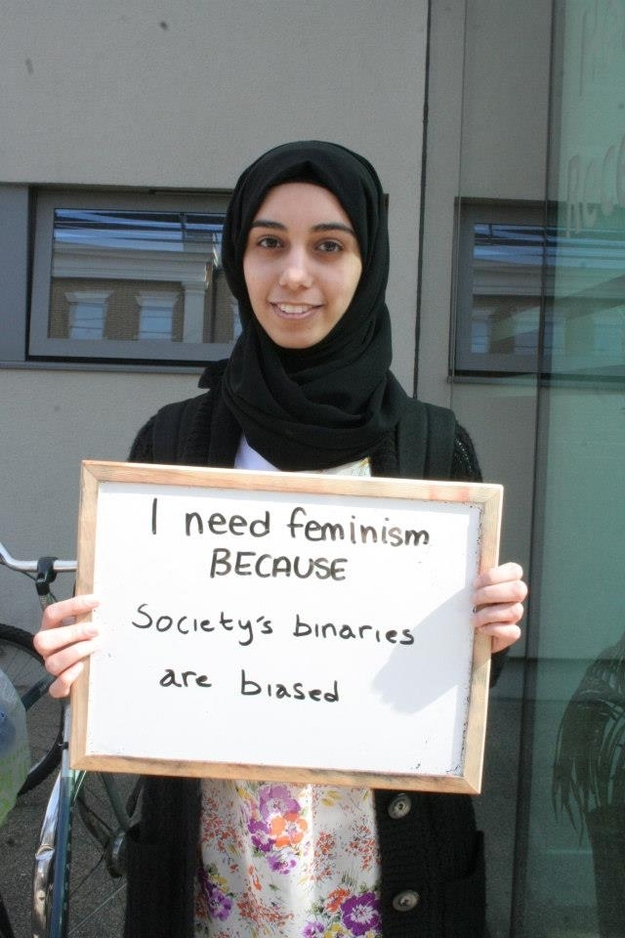 I need feminism
BECAUSE
Society's binaries
are biased